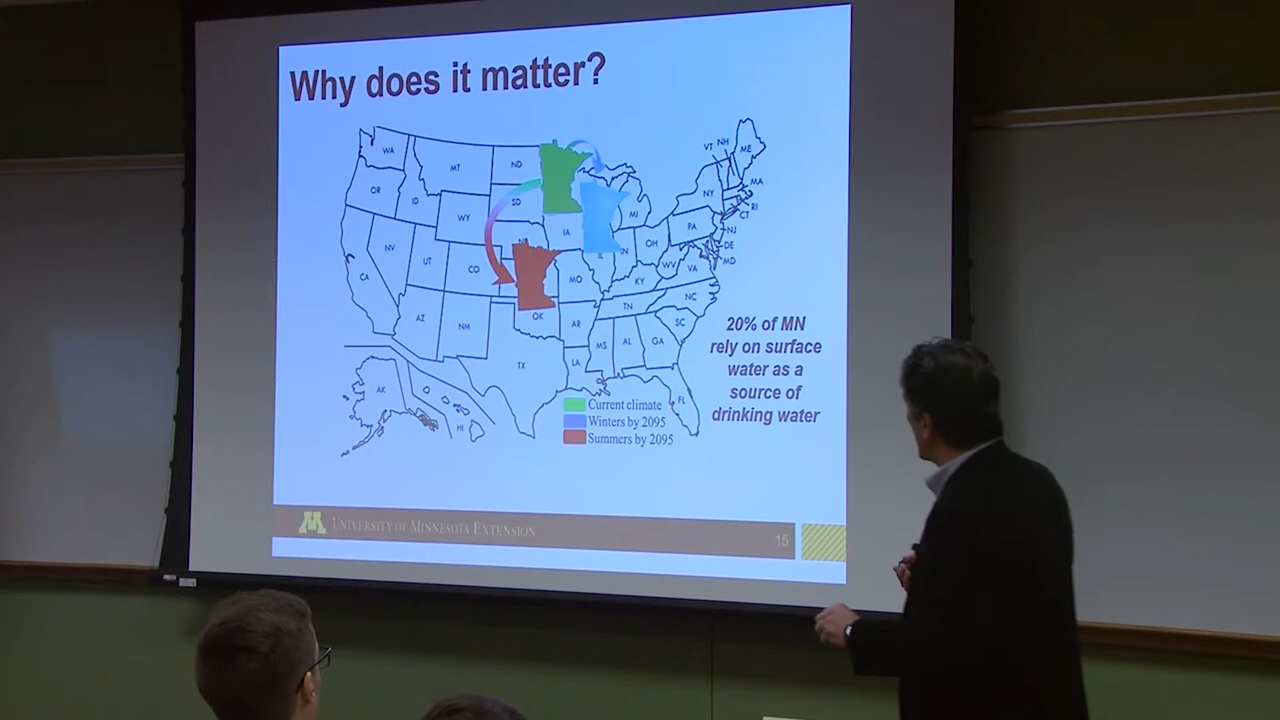 Why does it matter?
WA
MT
ND
VT
NH
ME
OR
ID
SD
WY
MI
NY
MA
RI
CT
NV
UT
CO
IA
IL
IN
OH
PA
NJ
DE
MD
CA
MO
KY
WV
VA
AZ
NM
OK
AR
TN
NC
SC
MS
AL
GA
TX
LA
FL
AK
HI
20% of MN
rely on surface
water as a
source of
drinking water
Current climate
Winters by 2095
Summers by 2095
M
UNIVERSITY OF MINNESOTA EXTENSION
15